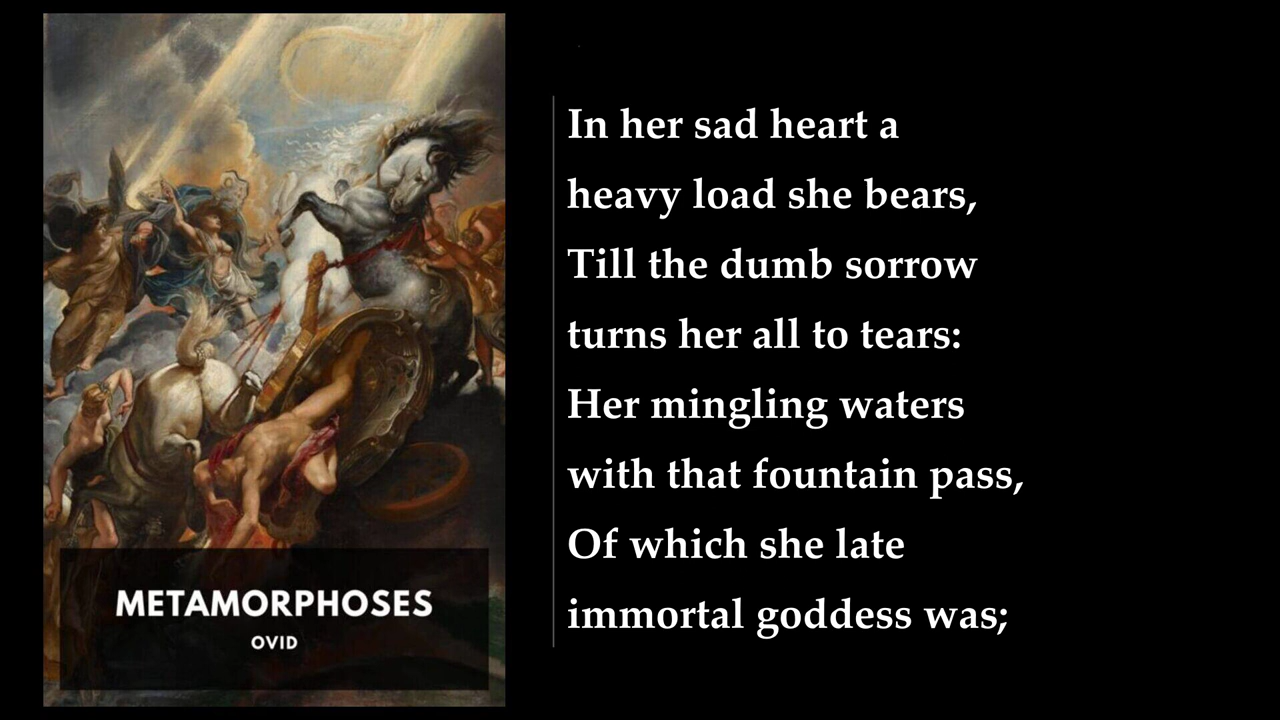 METAMORPHOSES
OVID
In her sad heart a
heavy load she bears,
Till the dumb sorrow
turns her all to tears:
Her mingling waters
with that fountain pass,
Of which she late
immortal goddess was;